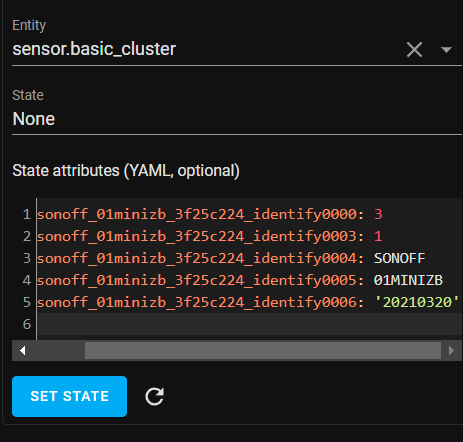 Entity
sensor.basic_cluster
State
None
State attributes (YAML, optional)
1 sonoff_01minizb_3f25c224_identify0000: 3
2 sonoff_01minizb_3f25c224_identify0003: 1
3 sonoff_01minizb_3f25c224_identify0004: SONOFF
4 sonoff_01minizb_3f25c224_identify0005: 01MINIZB
5 sonoff_01minizb_3f25c224_identify0006: '20210320'
6
SET STATE